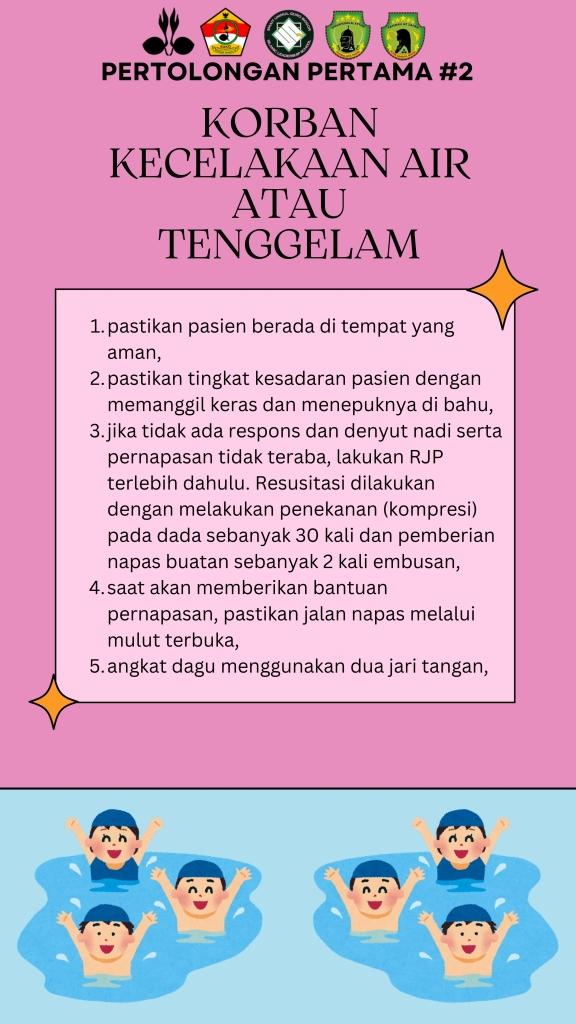 PERTOLONGAN PERTAMA #2
KORBAN
KECELAKAAN AIR
ATAU
TENGGELAM
1. pastikan pasien berada di tempat yang
aman,
2. pastikan tingkat kesadaran pasien dengan
memanggil keras dan menepuknya di bahu,
3. jika tidak ada respons dan denyut nadi serta
pernapasan tidak teraba, lakukan RJP
terlebih dahulu. Resusitasi dilakukan
dengan melakukan penekanan (kompresi)
pada dada sebanyak 30 kali dan pemberian
napas buatan sebanyak 2 kali embusan,
4. saat akan memberikan bantuan
pernapasan, pastikan jalan napas melalui
mulut terbuka,
5. angkat dagu menggunakan dua jari tangan,